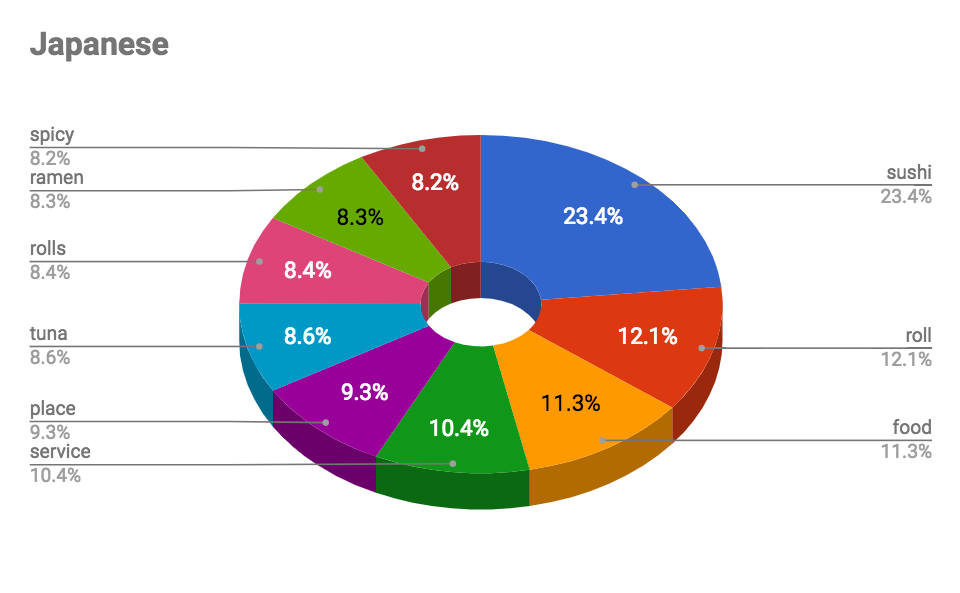 Japanese
spicy
8.2%
ramen
8.3%
rolls
8.4%
tuna
8.6%
place
9.3%
service
10.4%
8.2%
8.3%
8.4%
8.6%
9.3%
10.4%
23.4%
12.1%
11.3%
sushi
23.4%
roll
12.1%
food
11.3%